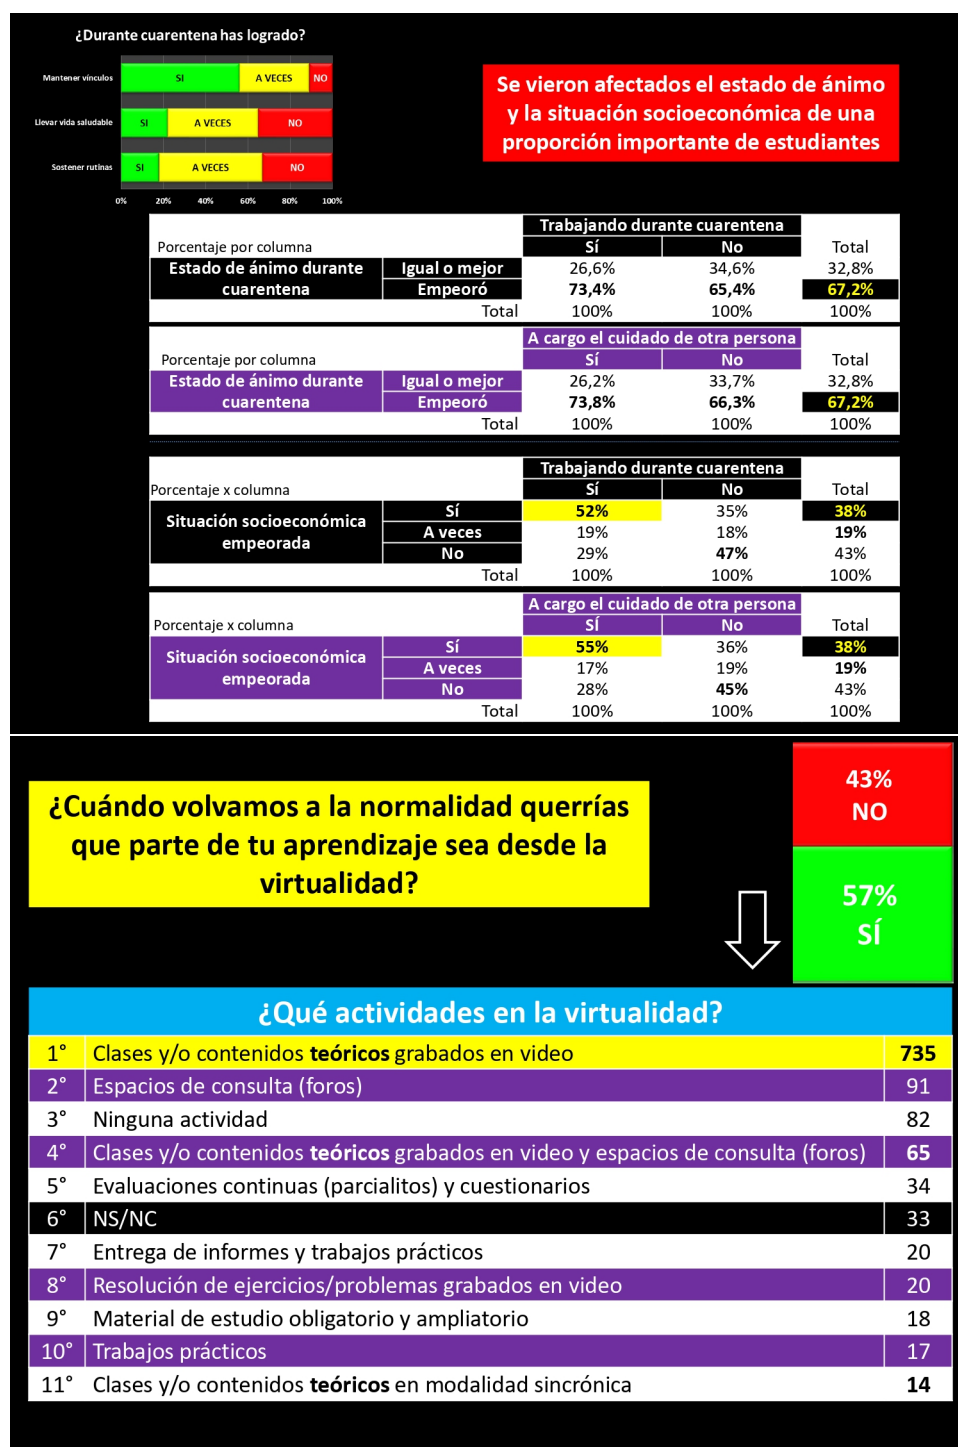 ¿Durante cuarentena has logrado?
Mantener vínculos SI A VECES NO
Llevar vida saludable SI A VECES NO
Sostener rutinas SI A VECES NO
0% 20% 40% 60% 80% 100%
Se vieron afectados el estado de ánimo
y la situación socioeconómica de una
proporción importante de estudiantes
Trabajando durante cuarentena
Porcentaje por columna Sí No Total
Estado de ánimo durante Igual o mejor 26,6% 34,6% 32,8%
cuarentena Empeoró 73,4% 65,4% 67,2%
Total 100% 100% 100%
A cargo el cuidado de otra persona
Porcentaje por columna Sí No Total
Estado de ánimo durante Igual o mejor 26,2% 33,7% 32,8%
cuarentena Empeoró 73,8% 66,3% 67,2%
Total 100% 100% 100%
Trabajando durante cuarentena
Porcentaje x columna Sí No Total
Situación socioeconómica
empeorada
Sí 52% 35% 38%
A veces 19% 18% 19%
No 29% 47% 43%
Total 100% 100% 100%
A cargo el cuidado de otra persona
Porcentaje x columna SÍ No Total
Situación socioeconómica
empeorada
Sí 55% 36% 38%
A veces 17% 19% 19%
No 28% 45% 43%
Total 100% 100% 100%
¿Cuándo volvamos a la normalidad querrías
que parte de tu aprendizaje sea desde la
virtualidad?
43%
NO
57%
SÍ
¿Qué actividades en la virtualidad?
1° Clases y/o contenidos teóricos grabados en video 735
2° Espacios de consulta (foros) 91
3° Ninguna actividad 82
4° Clases y/o contenidos teóricos grabados en video y espacios de consulta (foros) 65
5° Evaluaciones continuas (parcialitos) y cuestionarios 34
6° NS/NC 33
7° Entrega de informes y trabajos prácticos 20
8° Resolución de ejercicios/problemas grabados en video 20
9° Material de estudio obligatorio y ampliatorio 18
10° Trabajos prácticos 17
11° Clases y/o contenidos teóricos en modalidad sincrónica 14